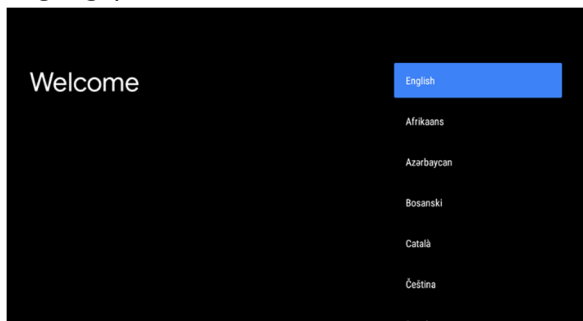 Welcome
English
Afrikaans
Azərbaycan
Bosanski
Català
Čeština